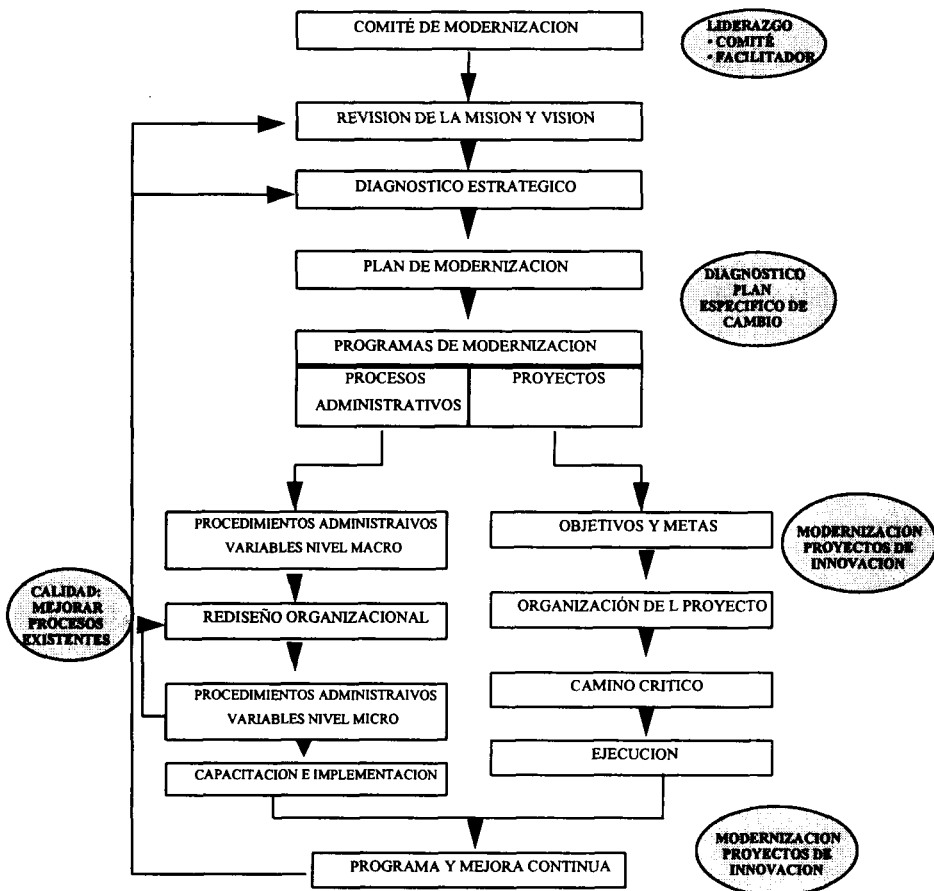 COMITÉ DE MODERNIZACION
LIDERAZGO
• COMITÉ
• FACILITADOR
REVISION DE LA MISION Y VISION
DIAGNOSTICO ESTRATEGICO
PLAN DE MODERNIZACION
DIAGNOSTICO
PLAN
ESPECIFICO DE
CAMBIO
PROGRAMAS DE MODERNIZACION
PROCESOS
ADMINISTRATIVOS
PROYECTOS
PROCEDIMIENTOS ADMINISTRAIVOS
VARIABLES NIVEL MACRO
OBJETIVOS Y METAS
MODERNIZACION
PROYECTOS DE
INNOVACION
CALIDAD:
MEJORAR
PROCESOS
EXISTENTES
REDISEÑO ORGANIZACIONAL
ORGANIZACIÓN DE L PROYECTO
PROCEDIMIENTOS ADMINISTRAIVOS
VARIABLES NIVEL MICRO
CAMINO CRITICO
CAPACITACION E IMPLEMENTACION
EJECUCION
PROGRAMA Y MEJORA CONTINUA
MODERNIZACION
PROYECTOS DE
INNOVACION